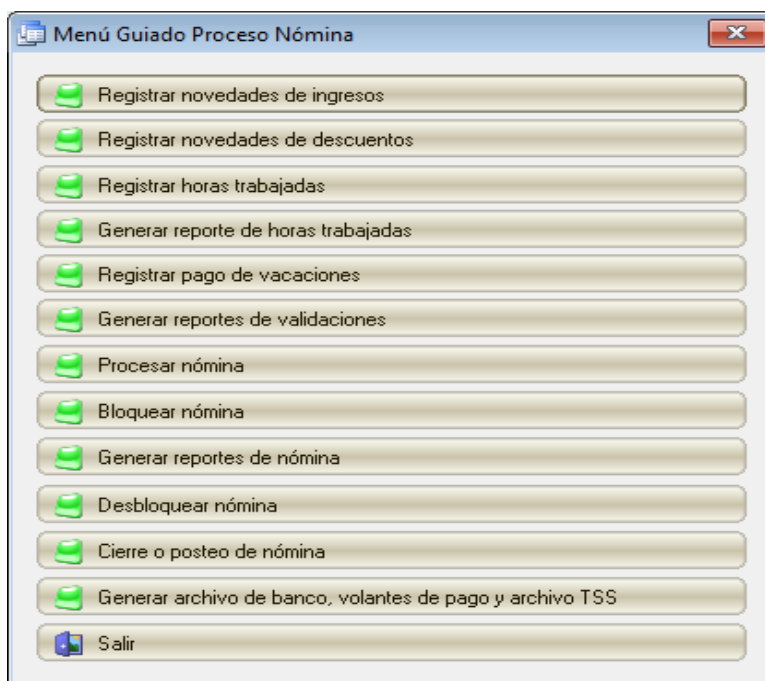 Menú Guiado Proceso Nómina
Registrar novedades de ingresos
Registrar novedades de descuentos
Registrar horas trabajadas
Generar reporte de horas trabajadas
Registrar pago de vacaciones
Generar reportes de validaciones
Procesar nómina
Bloquear nómina
Generar reportes de nómina
Desbloquear nómina
Cierre o posteo de nómina
Generar archivo de banco, volantes de pago y archivo TSS
Salir